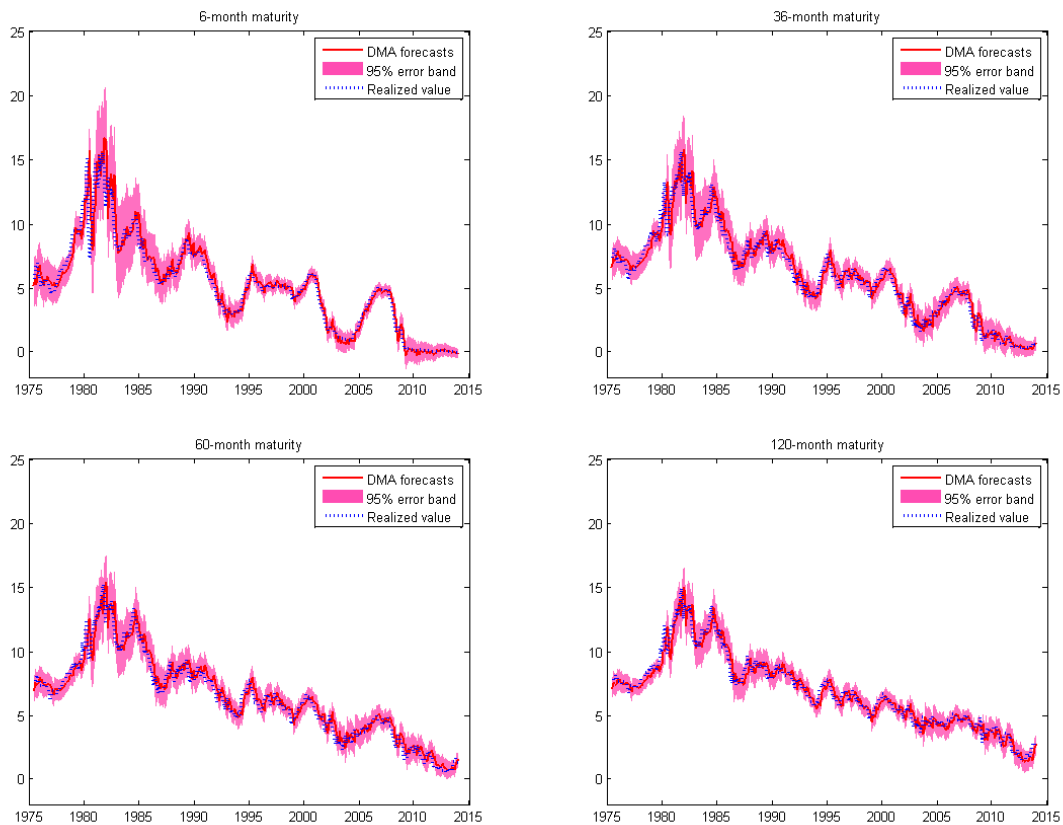 6-month maturity
25
20
15
10
5
0
DMA forecasts
95% error band
Realized value
1975 1980 1985 1990 1995 2000 2005 2010 2015
36-month maturity
25
20
15
10
5
0
DMA forecasts
95% error band
Realized value
1975 1980 1985 1990 1995 2000 2005 2010 2015
60-month maturity
25
20
15
10
5
0
DMA forecasts
95% error band
Realized value
1975 1980 1985 1990 1995 2000 2005 2010 2015
120-month maturity
25
20
15
10
5
0
DMA forecasts
95% error band
Realized value
1975 1980 1985 1990 1995 2000 2005 2010 2015